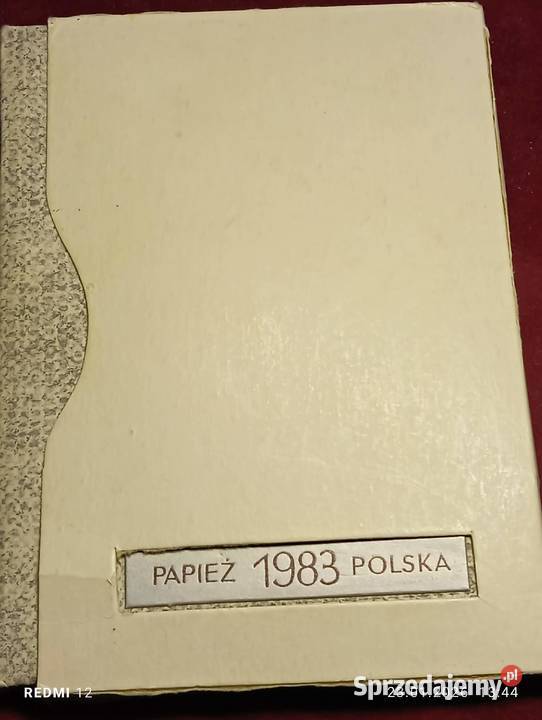 PAPIEŻ 1983 POLSKA
REDMI 12
Sprzedajemy.pl